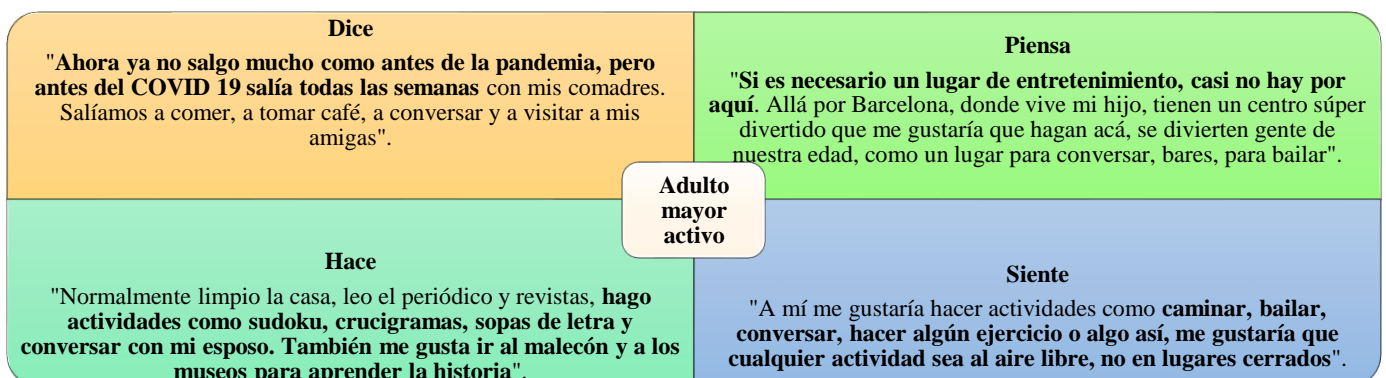 Dice
"Ahora ya no salgo mucho como antes de la pandemia, pero
antes del COVID 19 salía todas las semanas con mis comadres.
Salíamos a comer, a tomar café, a conversar y a visitar a mis
amigas".
Piensa
"Si es necesario un lugar de entretenimiento, casi no hay por
aquí. Allá por Barcelona, donde vive mi hijo, tienen un centro súper
divertido que me gustaría que hagan acá, se divierten gente de
nuestra edad, como un lugar para conversar, bares, para bailar".
Adulto
mayor
activo
Hace
"Normalmente limpio la casa, leo el periódico y revistas, hago
actividades como sudoku, crucigramas, sopas de letra y
conversar con mi esposo. También me gusta ir al malecón y a los
museos para aprender la historia".
Siente
"A mí me gustaría hacer actividades como caminar, bailar,
conversar, hacer algún ejercicio o algo así, me gustaría que
cualquier actividad sea al aire libre, no en lugares cerrados".